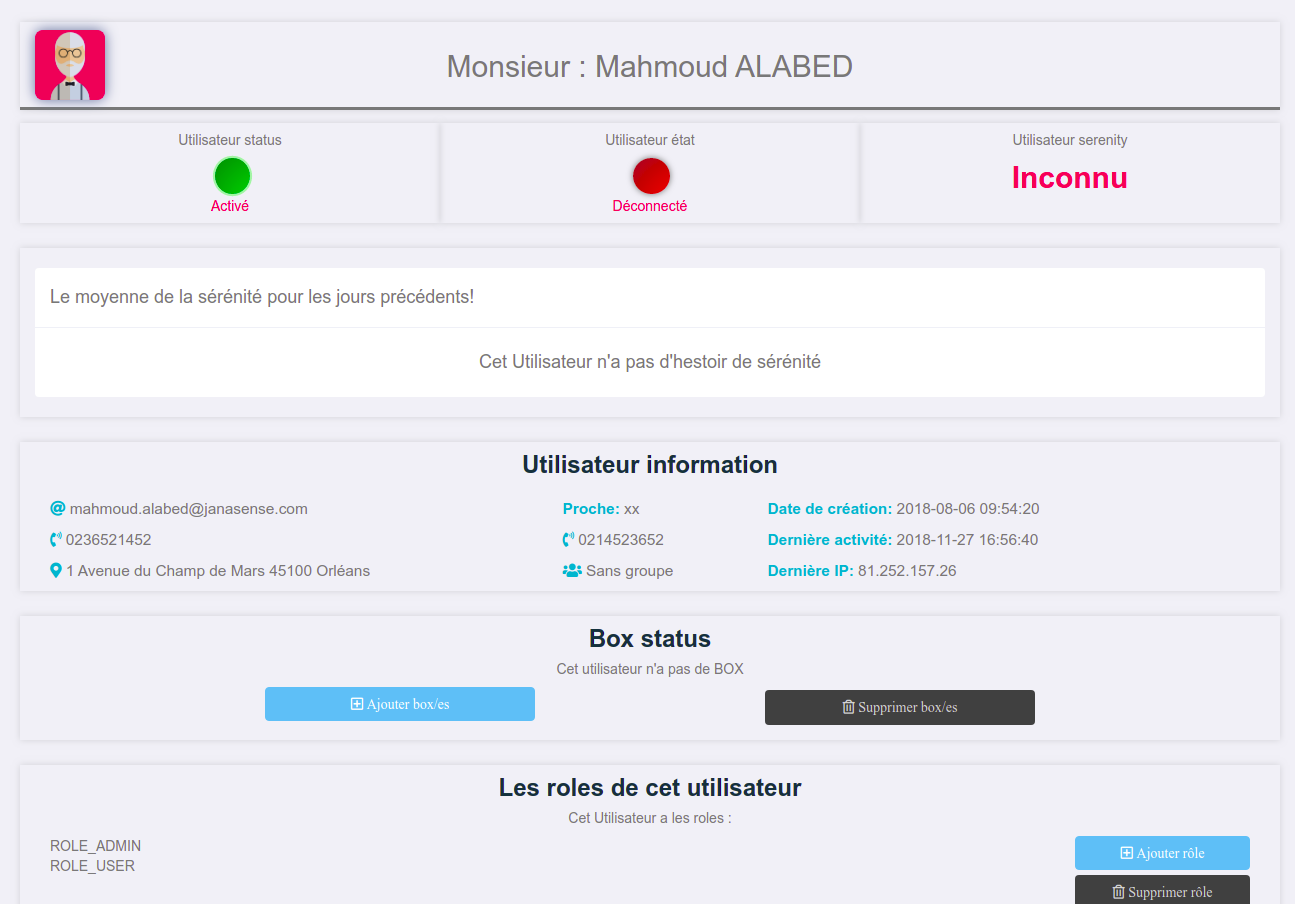 Monsieur : Mahmoud ALABED
Utilisateur status
Activé
Utilisateur état
Déconnecté
Utilisateur serenity
Inconnu
Le moyenne de la sérénité pour les jours précédents!
Cet Utilisateur n'a pas d'hestoir de sérénité
Utilisateur information
mahmoud.alabed@janasense.com
0236521452
1 Avenue du Champ de Mars 45100 Orléans
Proche: xx
0214523652
Sans groupe
Date de création: 2018-08-06 09:54:20
Dernière activité: 2018-11-27 16:56:40
Dernière IP: 81.252.157.26
Box status
Cet utilisateur n'a pas de BOX
Ajouter box/es
Supprimer box/es
Les roles de cet utilisateur
Cet Utilisateur a les roles :
ROLE_ADMIN
ROLE_USER
Ajouter rôle
Supprimer rôle